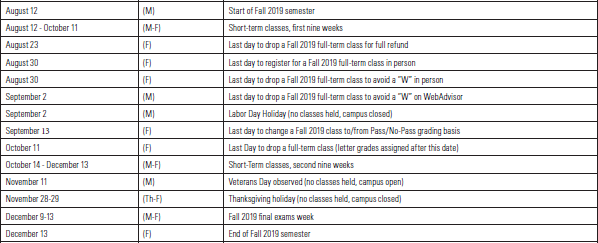 August 12 (M) Start of Fall 2019 semester
August 12 - October 11 (M-F) Short-term classes, first nine weeks
August 23 (F) Last day to drop a Fall 2019 full-term class for full refund
August 30 (F) Last day to register for a Fall 2019 full-term class in person
August 30 (F) Last day to drop a Fall 2019 full-term class to avoid a "W" in person
September 2 (M) Last day to drop a Fall 2019 full-term class to avoid a "W" on WebAdvisor
September 2 (M) Labor Day Holiday (no classes held, campus closed)
September 13 (F) Last day to change a Fall 2019 class to/from Pass/No-Pass grading basis
October 11 (F) Last Day to drop a full-term class (letter grades assigned after this date)
October 14 - December 13 (M-F) Short-Term classes, second nine weeks
November 11 (M) Veterans Day observed (no classes held, campus open)
November 28-29 (Th-F) Thanksgiving holiday (no classes held, campus closed)
December 9-13 (M-F) Fall 2019 final exams week
December 13 (F) End of Fall 2019 semester